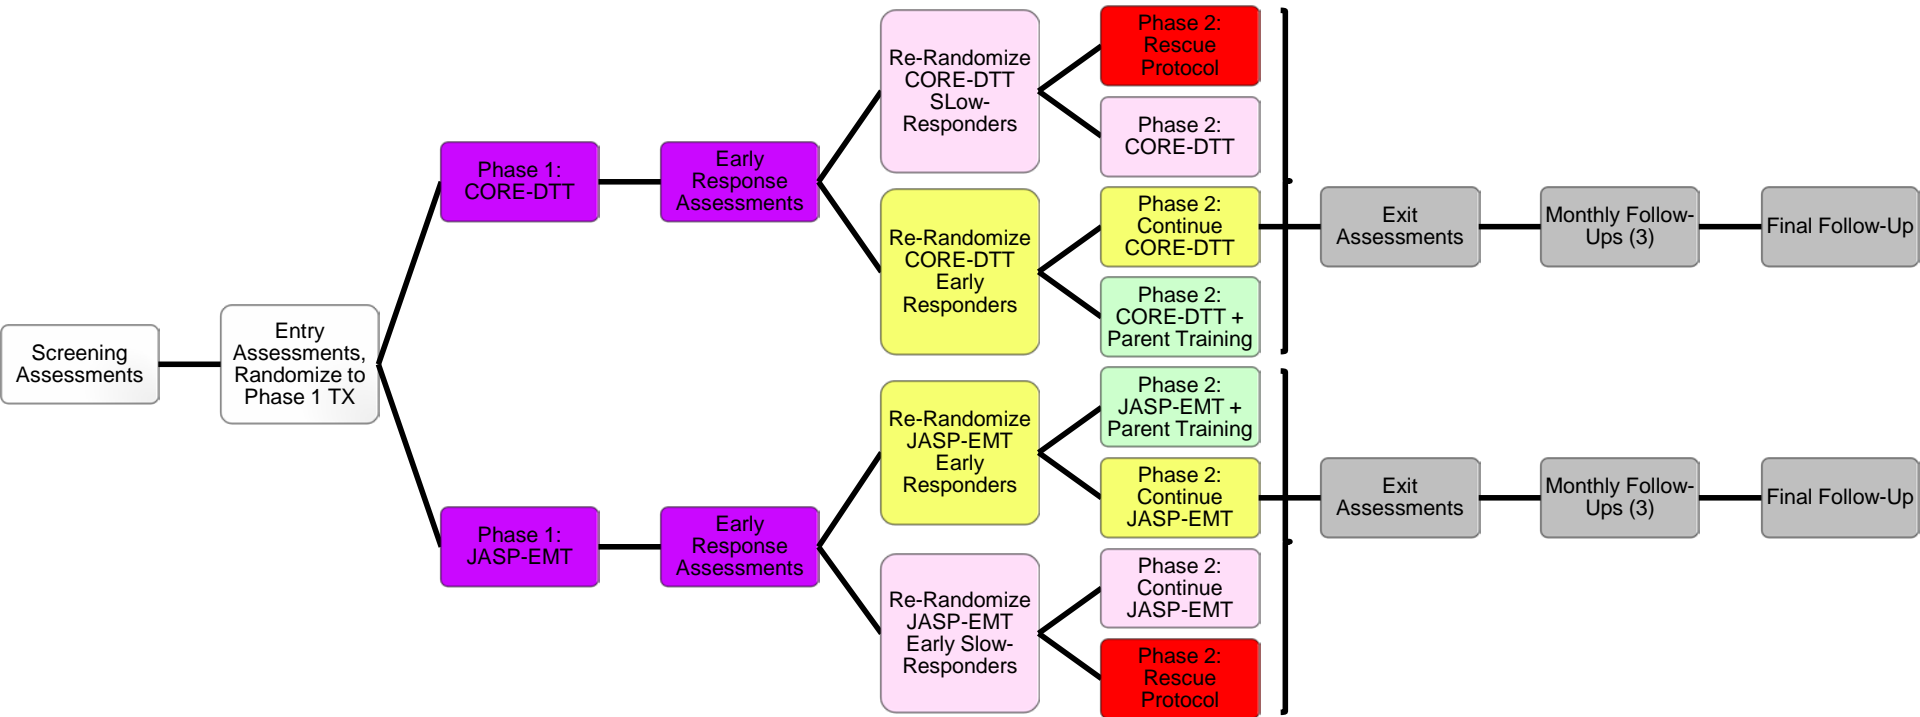 Screening
Assessments
Entry
Assessments,
Randomize to
Phase 1 TX
Phase 1:
CORE-DTT
Early
Response
Assessments
Re-Randomize
CORE-DTT
SLow-
Responders
Phase 2:
Rescue
Protocol
Phase 2:
CORE-DTT
Re-Randomize
CORE-DTT
Early
Responders
Phase 2:
Continue
CORE-DTT
Phase 2:
CORE-DTT +
Parent Training
Exit
Assessments
Monthly Follow-
Ups (3)
Final Follow-Up
Phase 1:
JASP-EMT
Early
Response
Assessments
Re-Randomize
JASP-EMT
Early
Responders
Phase 2:
JASP-EMT +
Parent Training
Phase 2:
Continue
JASP-EMT
Re-Randomize
JASP-EMT
Early Slow-
Responders
Phase 2:
Continue
JASP-EMT
Phase 2:
Rescue
Protocol
Exit
Assessments
Monthly Follow-
Ups (3)
Final Follow-Up